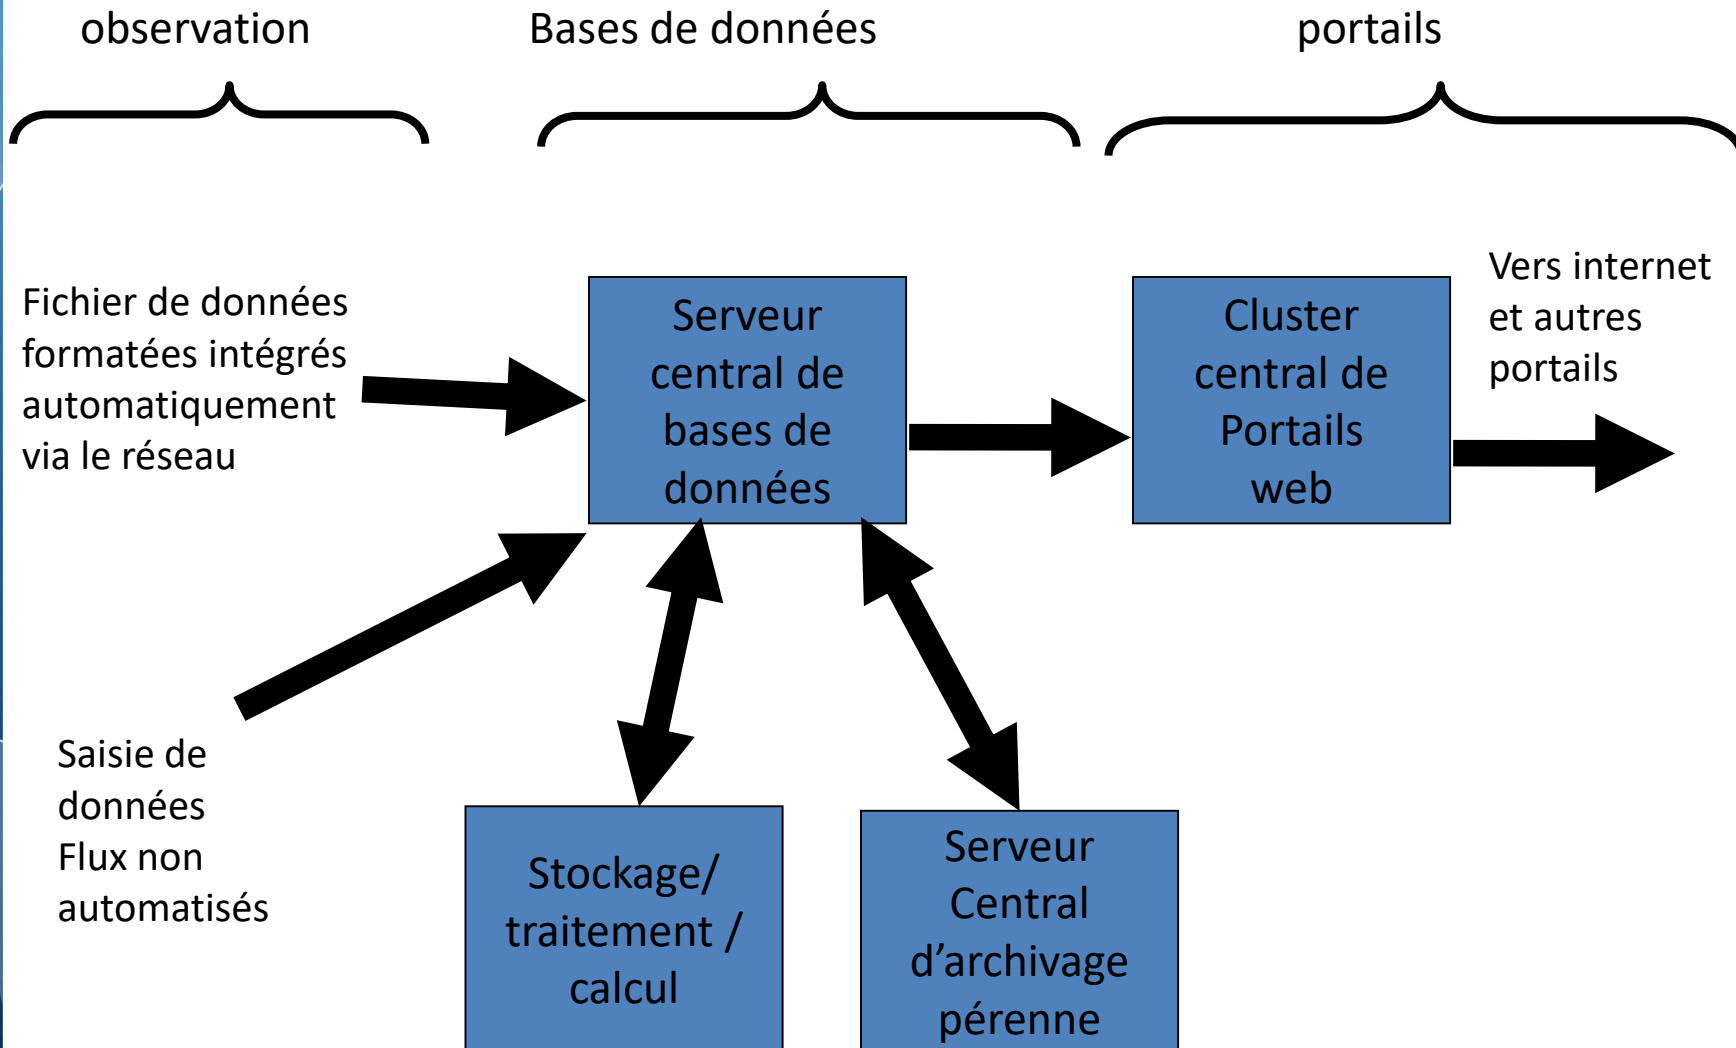 observation
Bases de données
portails
Fichier de données
formatées intégrés
automatiquement
via le réseau
Serveur
central de
bases de
données
Cluster
central de
Portails
web
Vers internet
et autres
portails
Saisie de
données
Flux non
automatisés
Stockage/
traitement /
calcul
Serveur
Central
d’archivage
pérenne